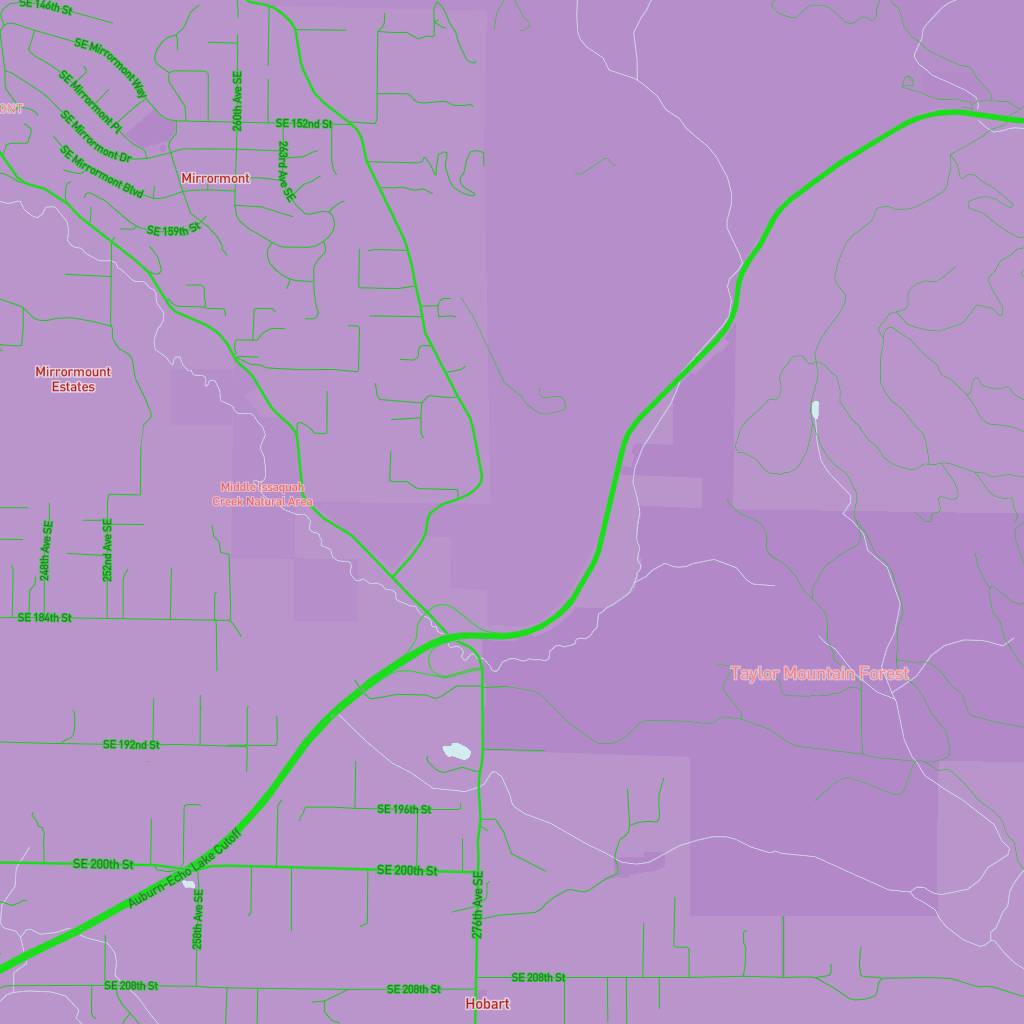 SE 146th St
SE Mirrormont Way
SE Mirrormont Pl
ONT
260th Ave SE
SE 152nd St
SE Mirrormont Dr
263rd Ave SE
SE Mirrormont Blvd
Mirrormont
SE 159th St
Mirrormount
Estates
Middle Issaquah
Creek Natural Area
248th Ave SE
252nd Ave SE
SE 184th St
Taylor Mountain Forest
SE 192nd St
SE 196th St
Auburn-Echo Lake Cutoff
SE 200th St
SE 200th St
258th Ave SE
276th Ave SE
SE 208th St
SE 208th St
SE 208th St
Hobart